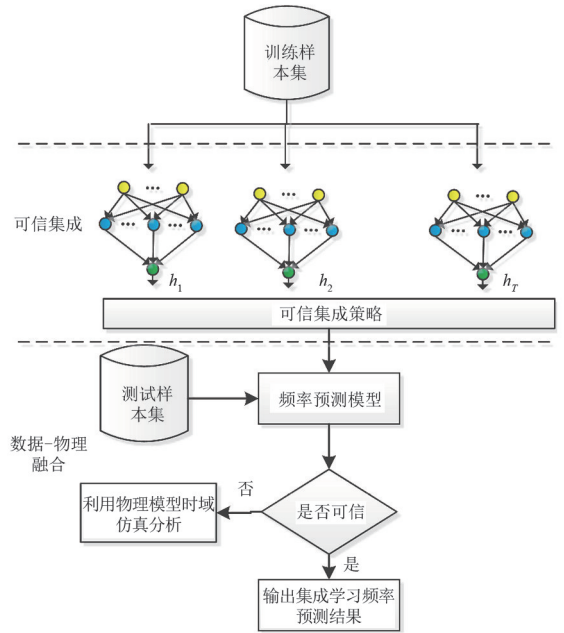 训练样
本集
可信集成
... ... ...
... ... ... ... ... ...
h₁ h₂ h_T
可信集成策略
测试样
本集
频率预测模型
数据-物理
融合
否
利用物理模型时域
仿真分析
是否可信
是
输出集成学习频率
预测结果